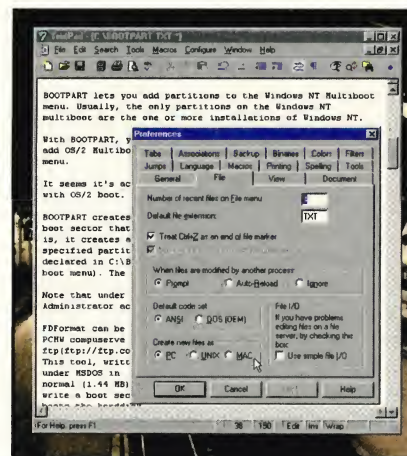 TextPad - [C:\BOOTPART TXT *]
File Edit Search Tools Macros Configure Window Help
BOOTPART lets you add partitions to the Windows NT Multiboot
menu. Usually, the only partitions on the Windows NT
multiboot are the one or more installations of Windows NT.
With BOOTPART, y
add OS/2 Multibo
menu.
It seems it's ac
with OS/2 boot.
BOOTPART creates
boot sector that
is, it creates a
specified partit
declared in C:\B
boot menu). The
Note that under
Administrator ac
FDFormat can be
PCMW compuserve
ftp(ftp://ftp.co
This tool, writt
under MSDOS in
normal (1.44 MB)
write a boot sec
Preferences
Tabs Associations Backup Binaries Colors Filters
Jumps Language Macros Printing Spelling Tools
General File View Document
Number of recent files on File menu
Default file extension: TXT
Treat Ctrl+Z as an end of file marker
When files are modified by another process
Prompt Auto-Reload Ignore
Default code set
ANSI DOS (OEM)
Create new files as
PC UNIX MAC
File I/O
If you have problems
editing files on a file
server, try checking this
box:
Use simple file I/O
OK Cancel Help
For Help, press F1 38 190 Edit Ins Wrap